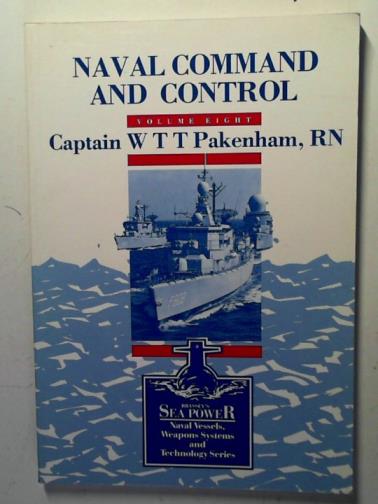 NAVAL COMMAND
AND CONTROL
VOLUME EIGHT
Captain W T T Pakenham, RN
BRASSEY'S
SEA POWER
Naval Vessels,
Weapons Systems
and
Technology Series